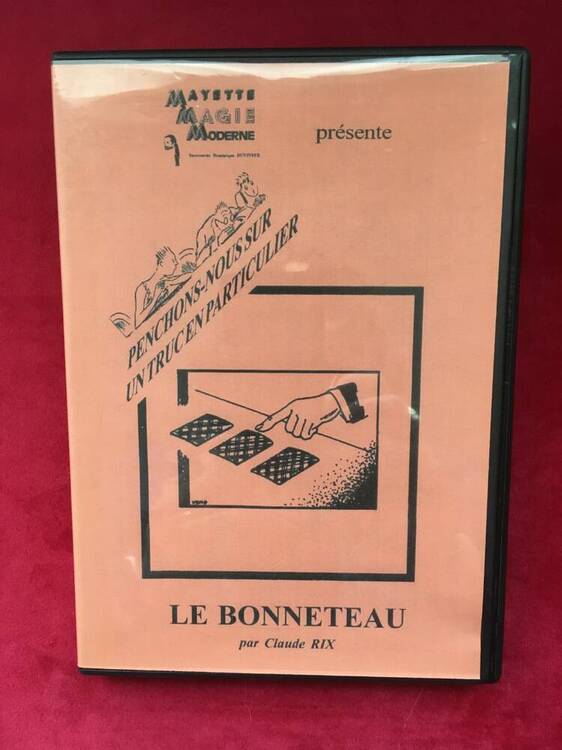 MAYETTE
MAGIE
MODERNE
présente
PENCHONS-NOUS SUR
UN TRUC EN PARTICULIER
LE BONNETEAU
par Claude RIX